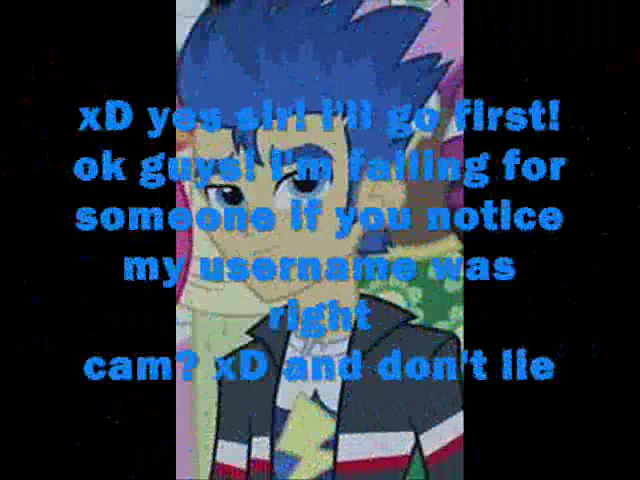 xD yes sir! i'll go first!
ok guys! i'm falling for
someone if you notice
my username was
right
cam? xD and don't lie